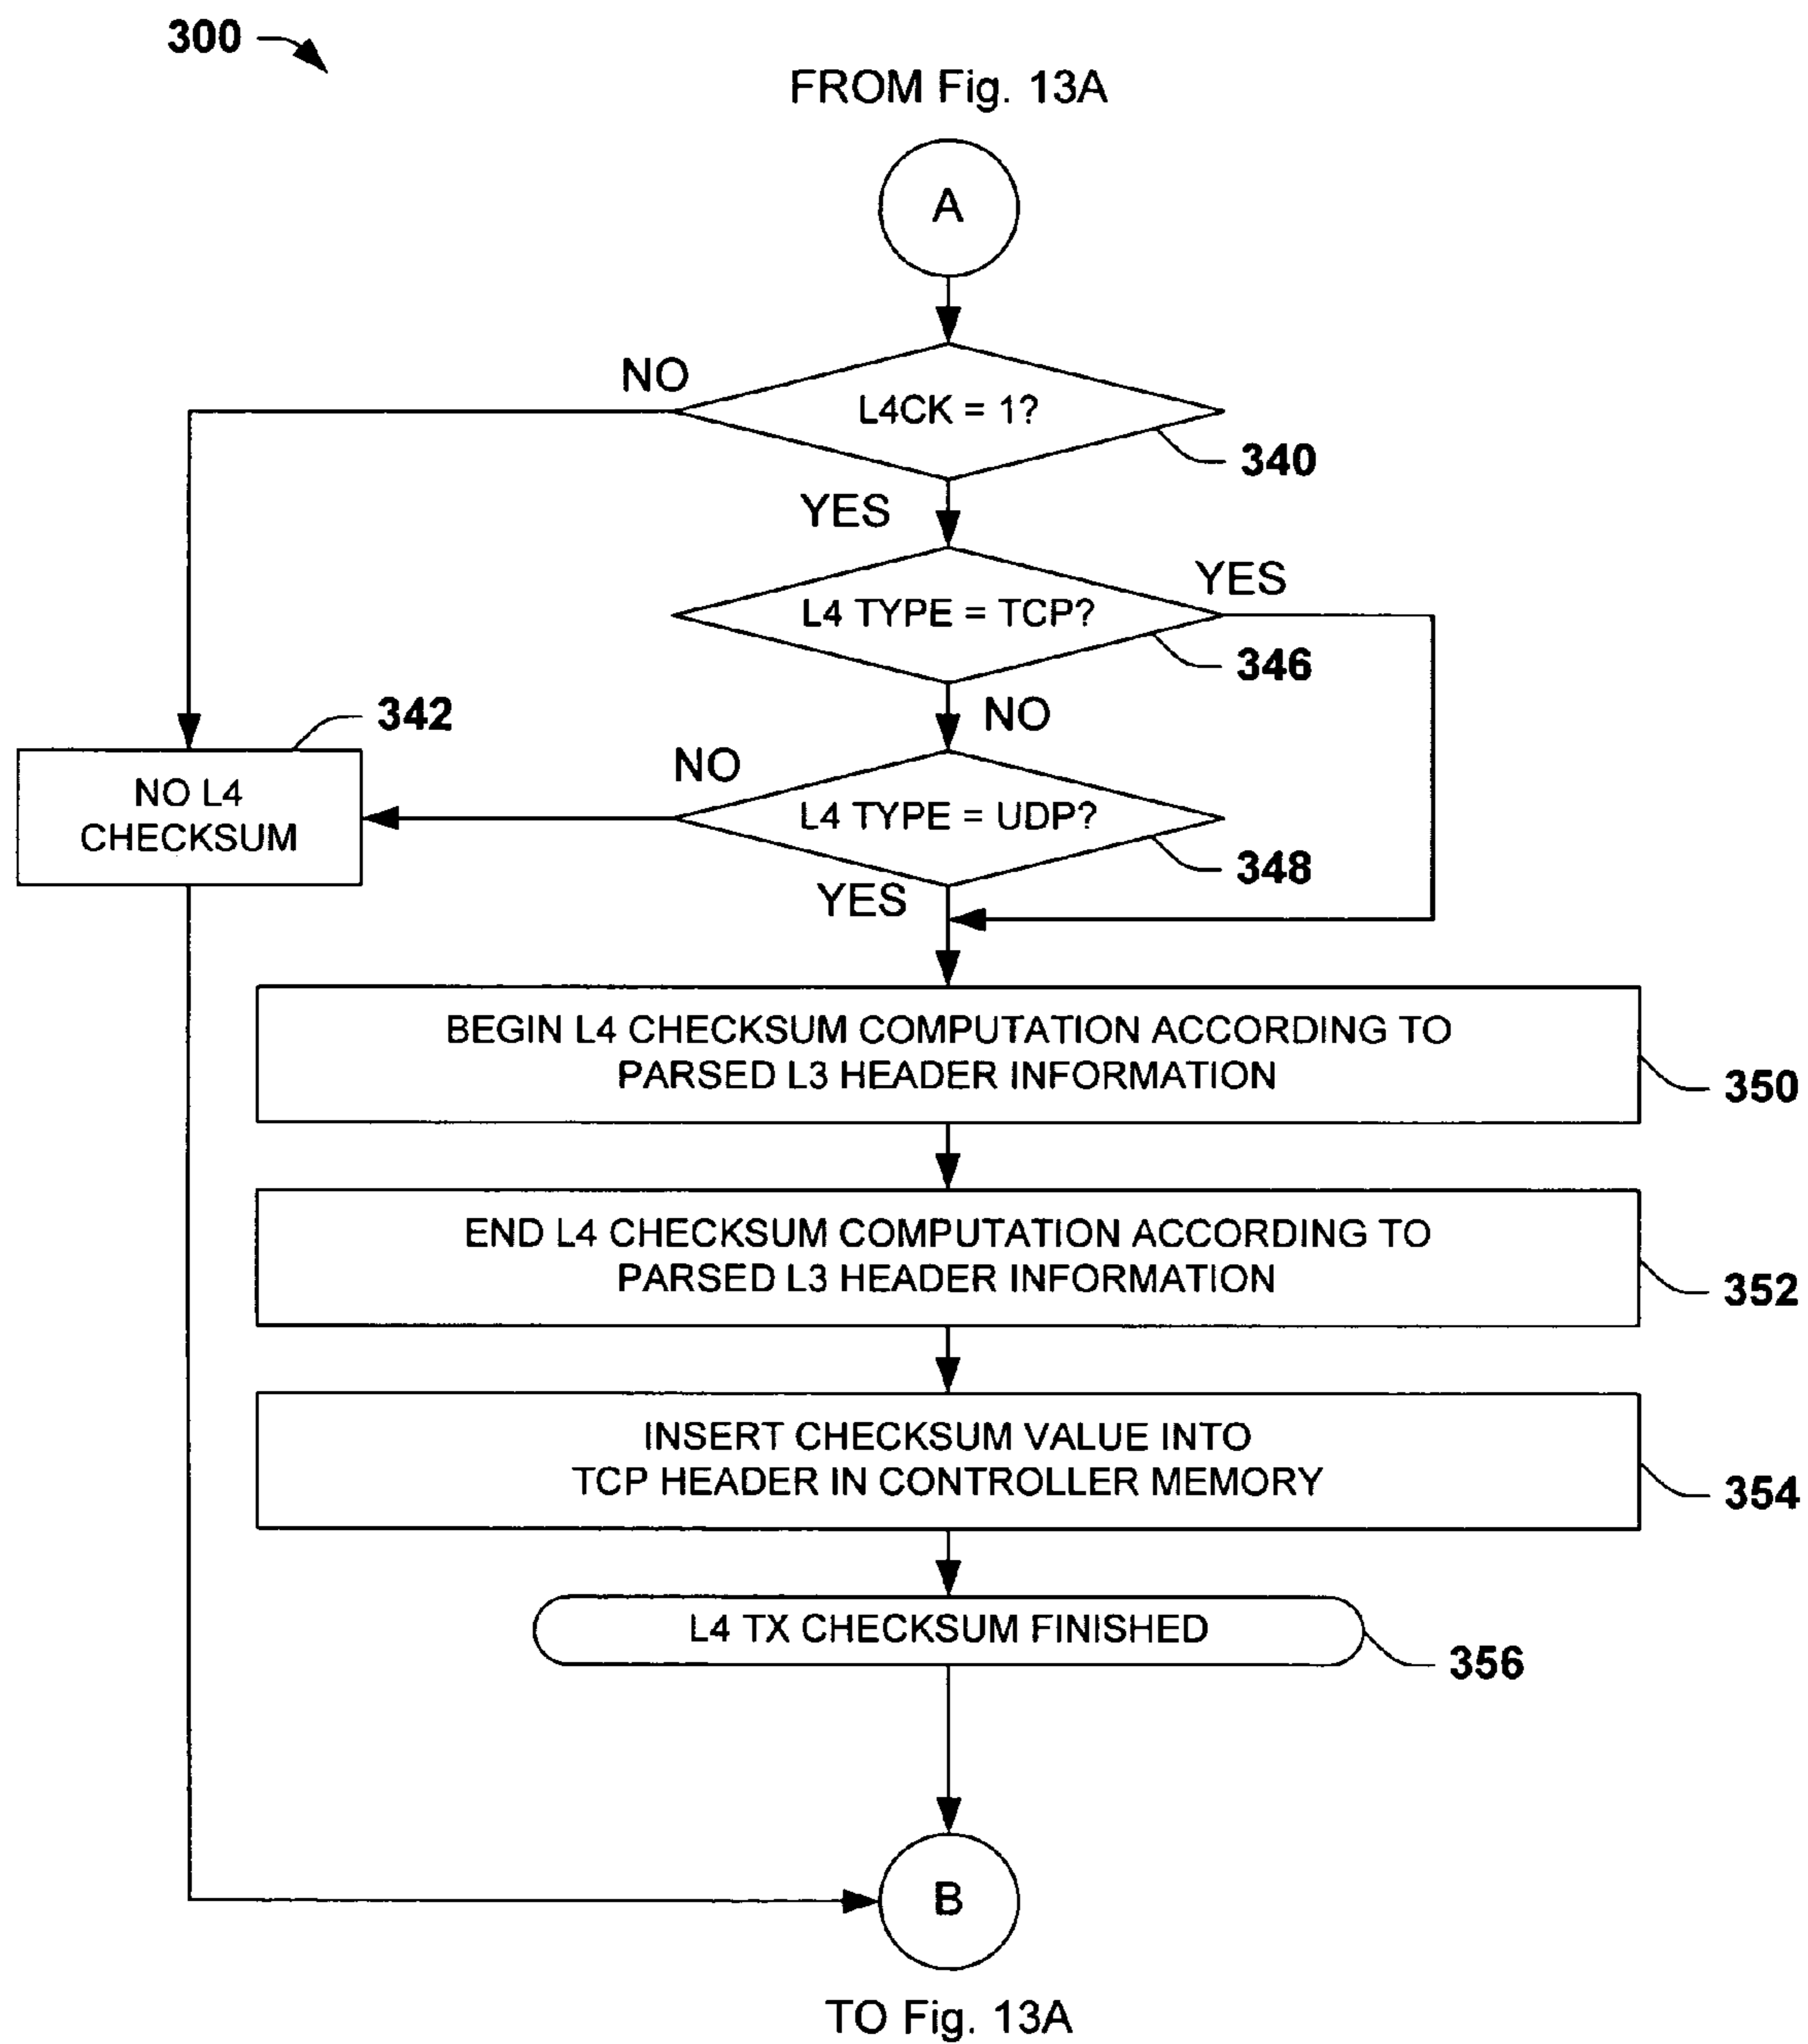 300
FROM Fig. 13A
A
NO
L4CK = 1?
340
YES
YES
L4 TYPE = TCP?
346
342
NO
NO
NO L4
CHECKSUM
L4 TYPE = UDP?
348
YES
BEGIN L4 CHECKSUM COMPUTATION ACCORDING TO
PARSED L3 HEADER INFORMATION
350
END L4 CHECKSUM COMPUTATION ACCORDING TO
PARSED L3 HEADER INFORMATION
352
INSERT CHECKSUM VALUE INTO
TCP HEADER IN CONTROLLER MEMORY
354
L4 TX CHECKSUM FINISHED
356
B
TO Fig. 13A